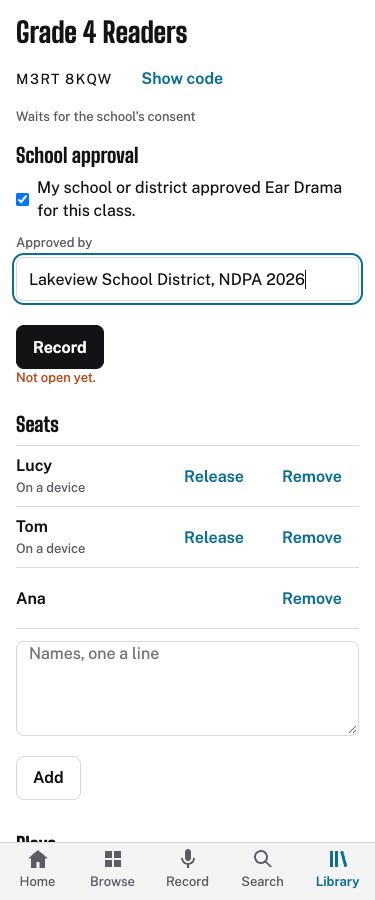 Grade 4 Readers
M3RT 8KQW Show code
Waits for the school's consent
School approval
My school or district approved Ear Drama
for this class.
Approved by
Lakeview School District, NDPA 2026
Record
Not open yet.
Seats
Lucy
On a device
Release Remove
Tom
On a device
Release Remove
Ana Remove
Names, one a line
Add
Home Browse Record Search Library